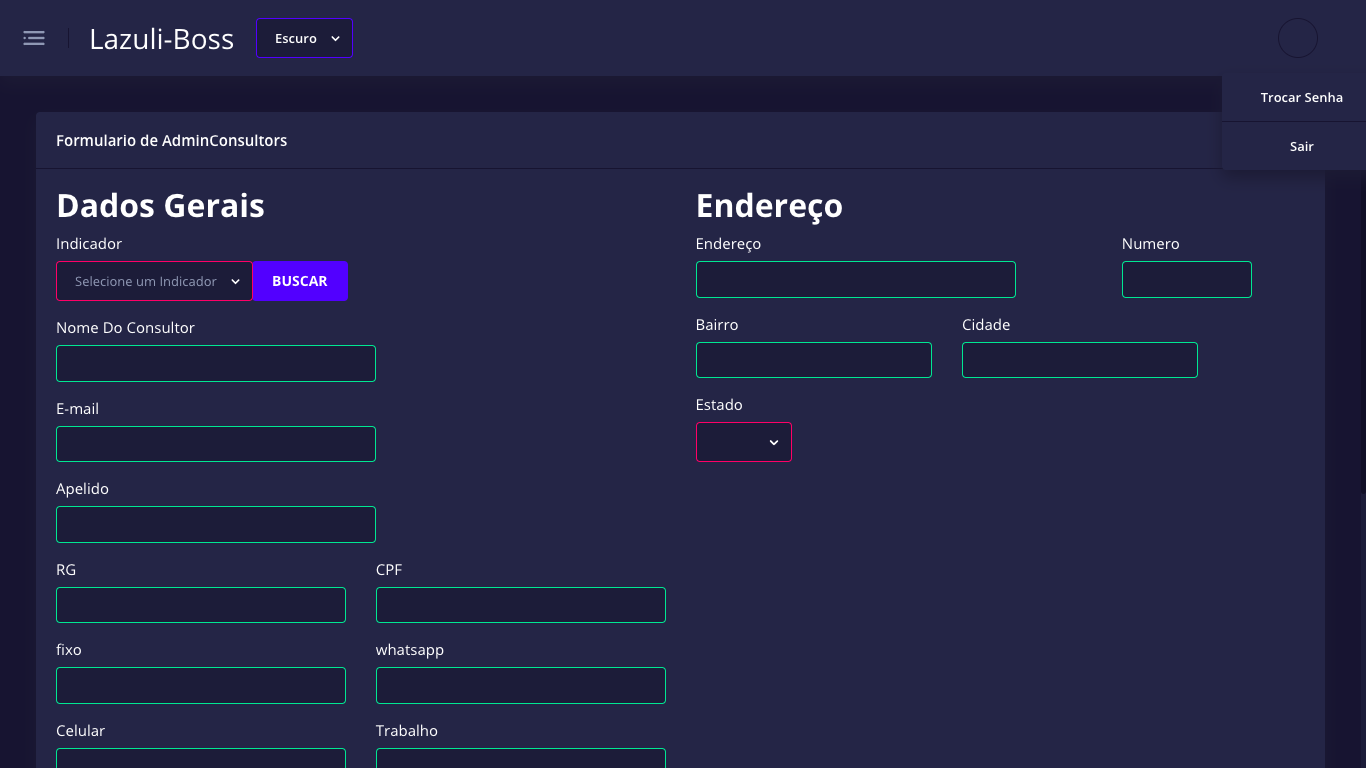 Lazuli-Boss
Escuro
Trocar Senha
Sair
Formulario de AdminConsultors
Dados Gerais
Indicador
Selecione um Indicador
BUSCAR
Nome Do Consultor
E-mail
Apelido
RG CPF
fixo whatsapp
Celular Trabalho
Endereço
Endereço Numero
Bairro Cidade
Estado